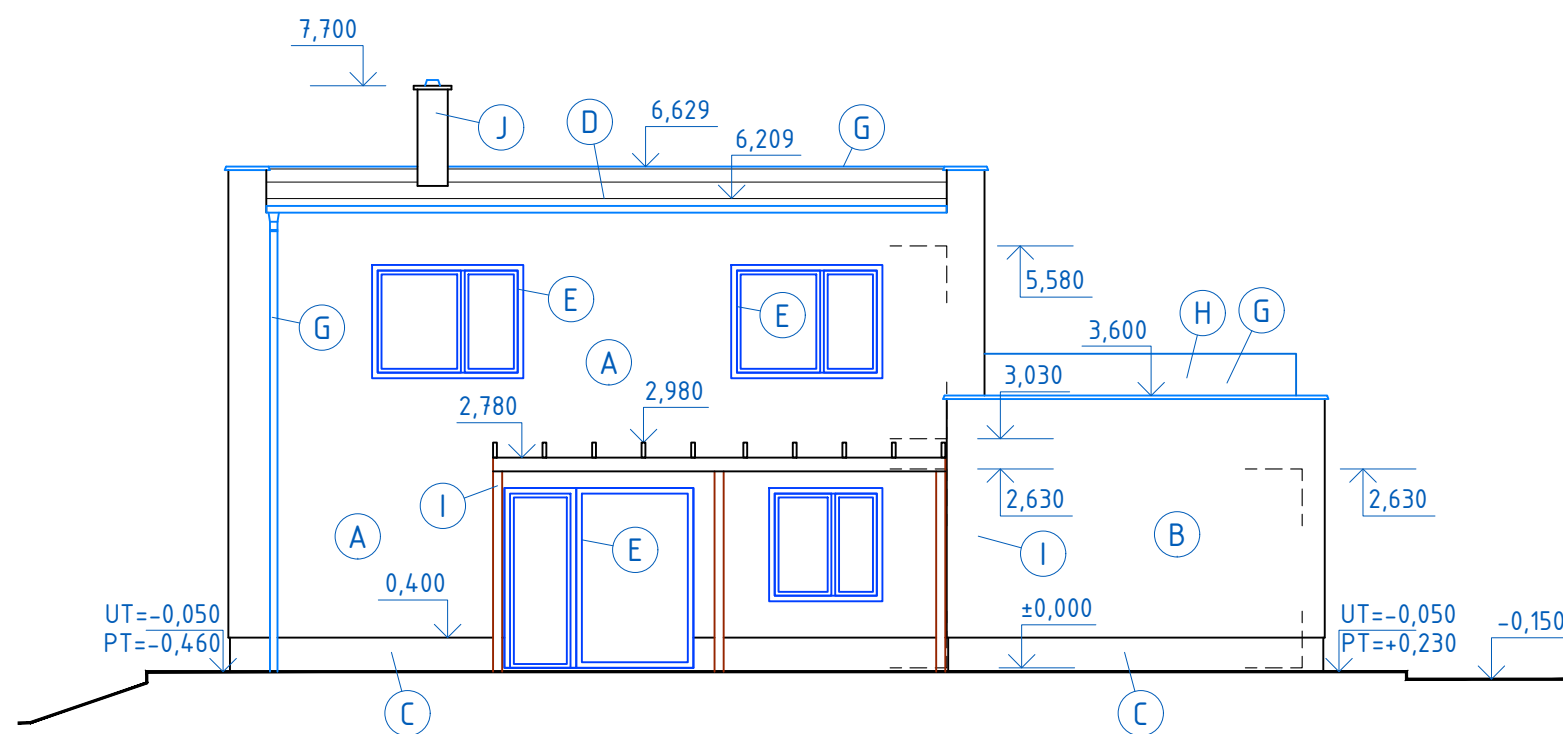 7,700
J
D
6,629
G
6,209
5,580
E
E
G
H
G
3,600
A
3,030
2,780
2,980
I
2,630
2,630
A
E
I
B
0,400
±0,000
UT=-0,050
PT=-0,460
UT=-0,050
PT=+0,230
-0,150
C
C